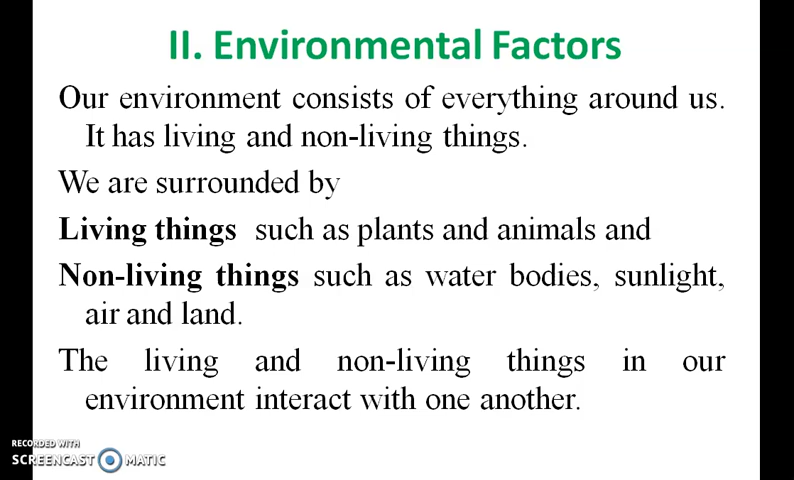 II. Environmental Factors
Our environment consists of everything around us.
It has living and non-living things.
We are surrounded by
Living things such as plants and animals and
Non-living things such as water bodies, sunlight,
air and land.
The living and non-living things in our
environment interact with one another.
RECORDED WITH
SCREENCAST MATIC